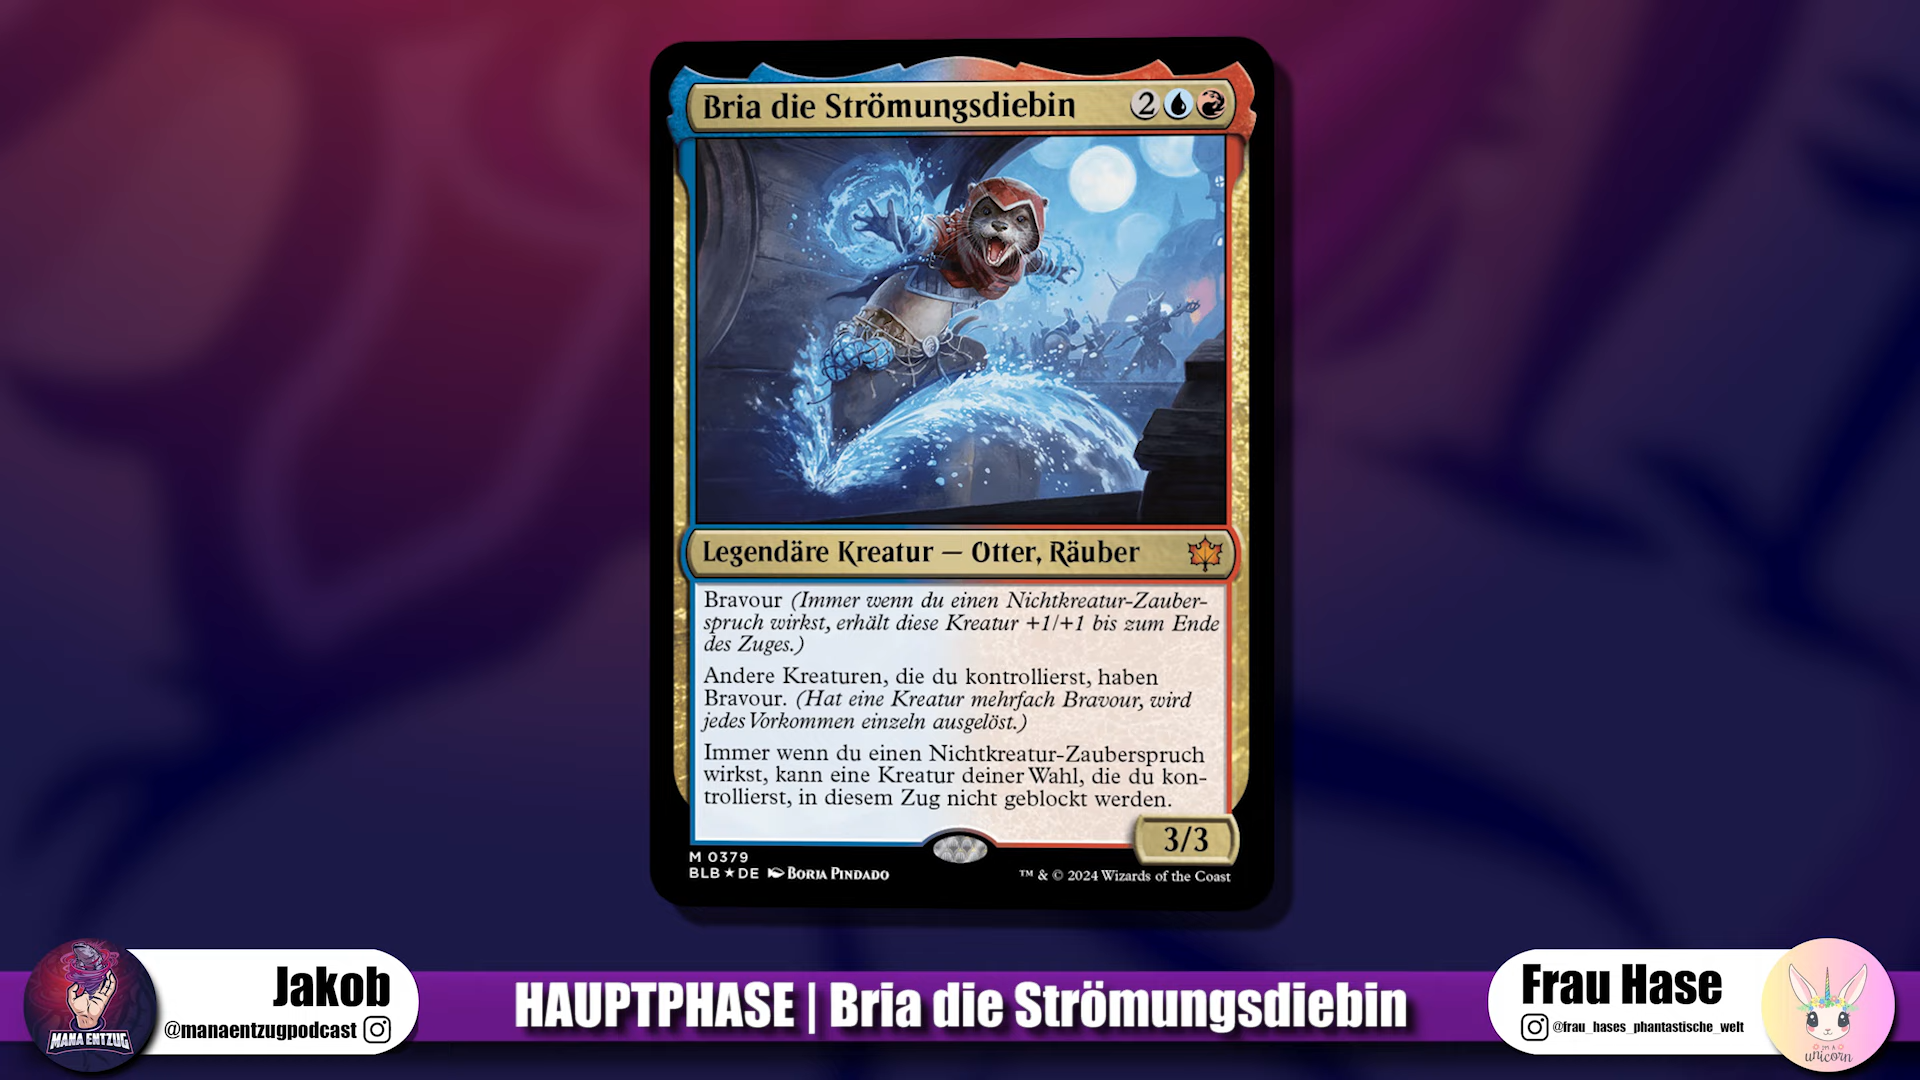 Bria die Strömungsdiebin
2
Legendäre Kreatur — Otter, Räuber
Bravour (Immer wenn du einen Nichtkreatur-Zauber-
spruch wirkst, erhält diese Kreatur +1/+1 bis zum Ende
des Zuges.)
Andere Kreaturen, die du kontrollierst, haben
Bravour. (Hat eine Kreatur mehrfach Bravour, wird
jedes Vorkommen einzeln ausgelöst.)
Immer wenn du einen Nichtkreatur-Zauberspruch
wirkst, kann eine Kreatur deiner Wahl, die du kon-
trollierst, in diesem Zug nicht geblockt werden.
3/3
M 0379
BLB ★ DE Borja Pindado
™ & © 2024 Wizards of the Coast
MANA ENTZUG
Jakob
@manaentzugpodcast
HAUPTPHASE | Bria die Strömungsdiebin
Frau Hase
@frau_hases_phantastische_welt
I'M A
unicorn